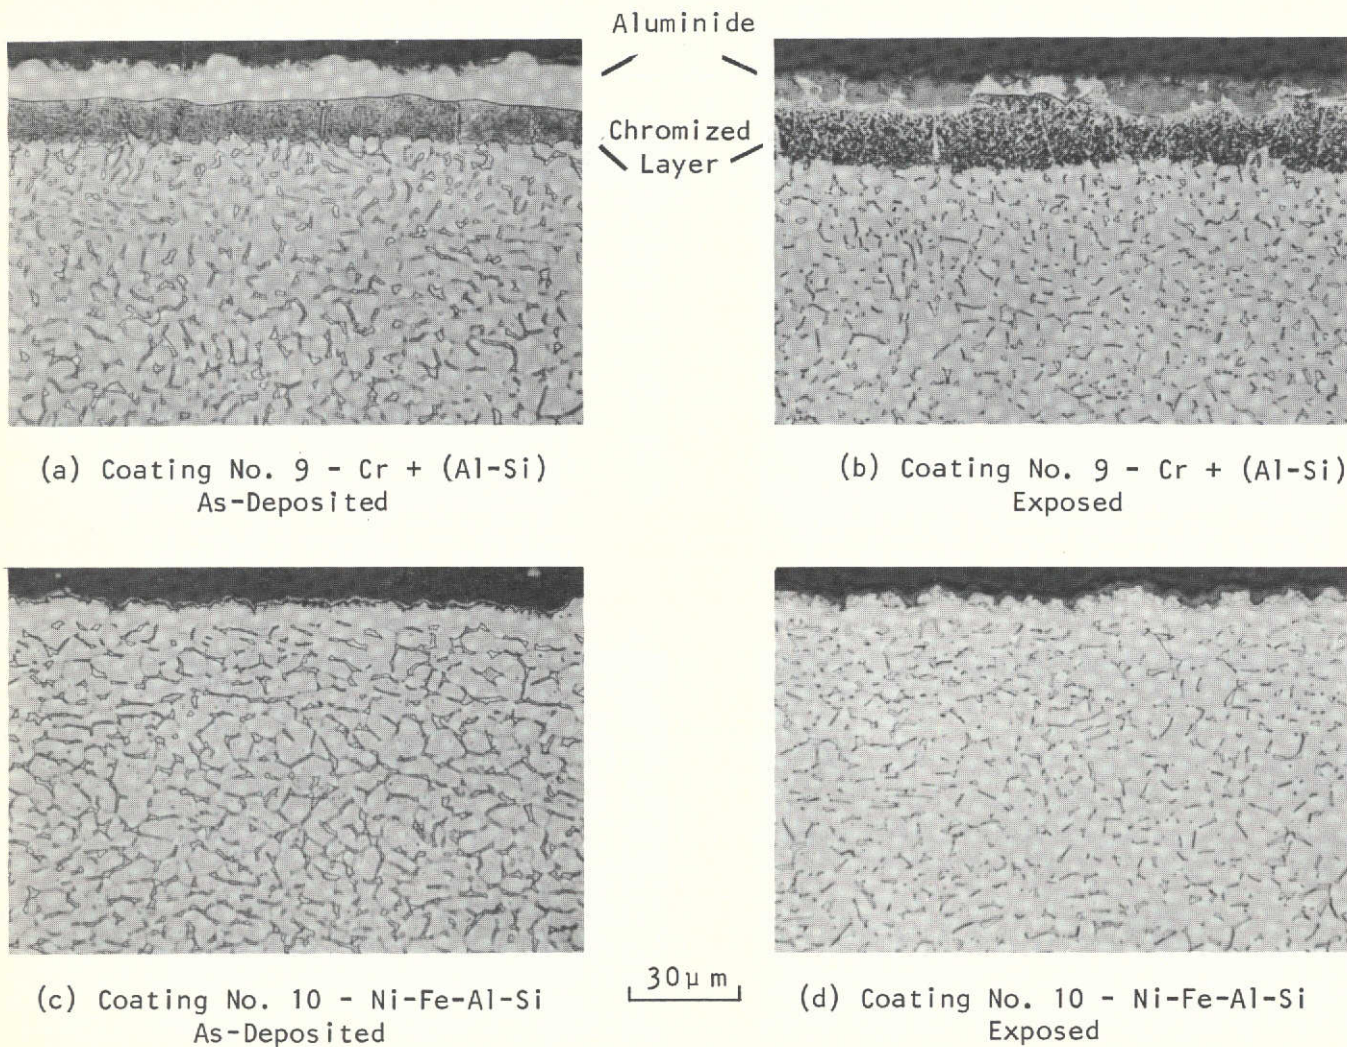 Aluminide
Chromized
Layer
(a) Coating No. 9 - Cr + (Al-Si)
As-Deposited
(b) Coating No. 9 - Cr + (Al-Si)
Exposed
30μm
(c) Coating No. 10 - Ni-Fe-Al-Si
As-Deposited
(d) Coating No. 10 - Ni-Fe-Al-Si
Exposed